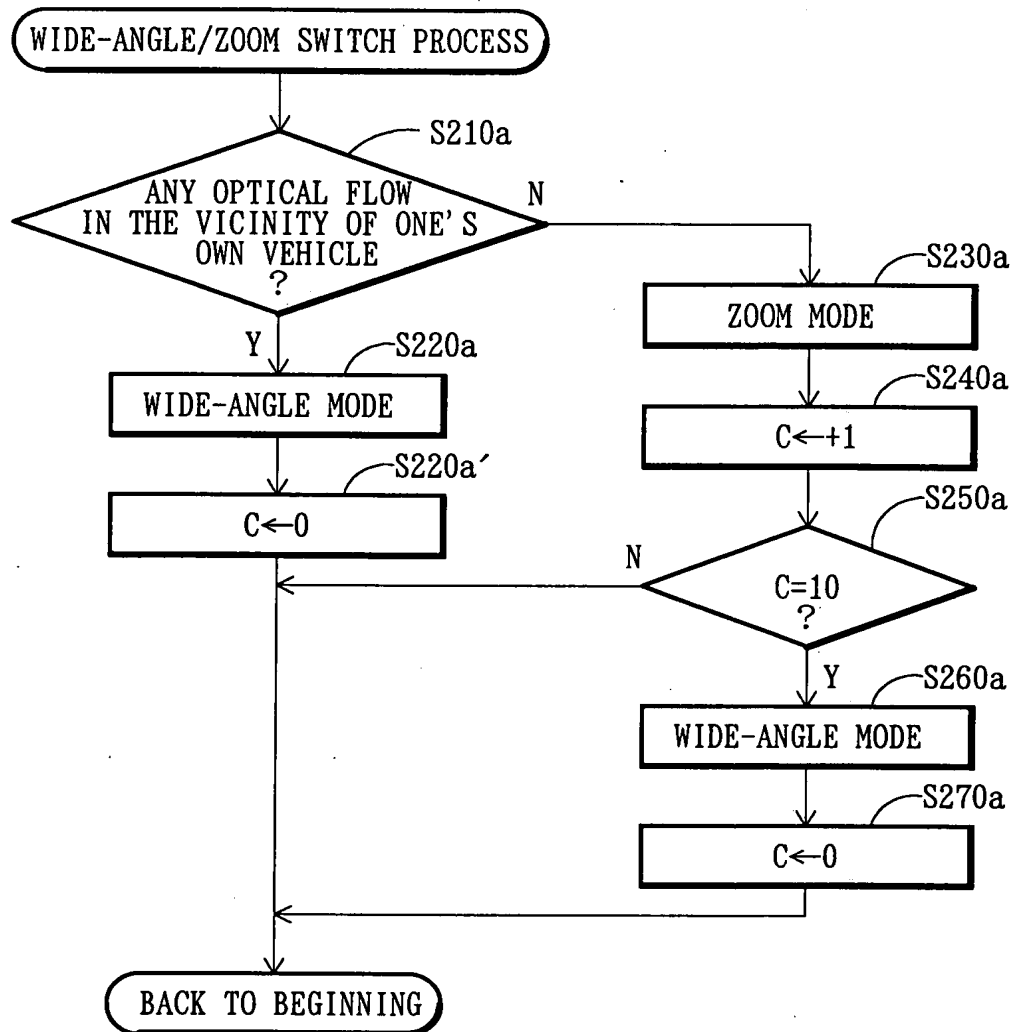 WIDE-ANGLE/ZOOM SWITCH PROCESS
S210a
ANY OPTICAL FLOW
IN THE VICINITY OF ONE'S
OWN VEHICLE
?
N
Y
S220a
WIDE-ANGLE MODE
S220a′
C←0
S230a
ZOOM MODE
S240a
C←+1
S250a
C=10
?
N
Y
S260a
WIDE-ANGLE MODE
S270a
C←0
BACK TO BEGINNING